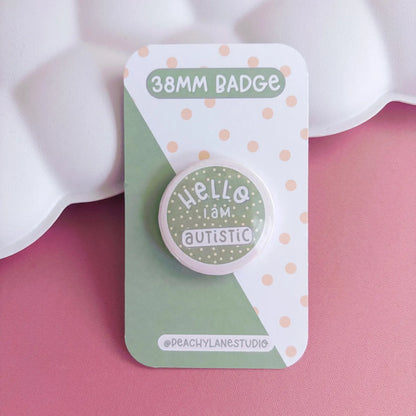 38MM BADGE
HELLO
I AM
AUTISTIC
@PEACHYLANESTUDIO